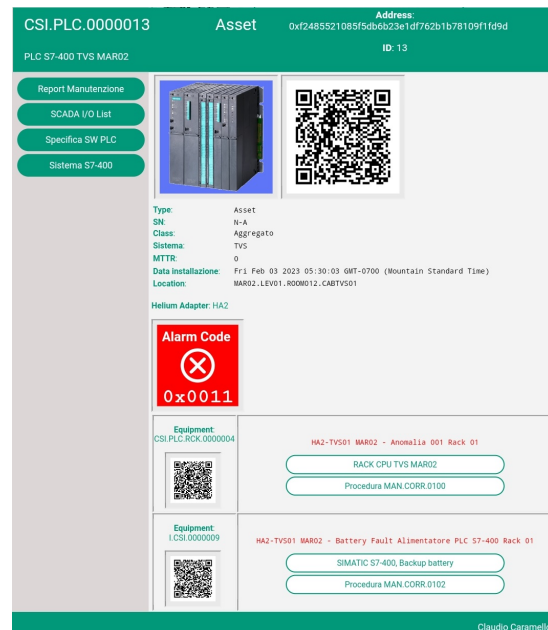 CSI.PLC.0000013
Asset
Address:
0xf2485521085f5db6b23e1df762b1b78109f1fd9d
ID: 13
PLC S7-400 TVS MAR02
Report Manutenzione
SCADA I/O List
Specifica SW PLC
Sistema S7-400
Type: Asset
SN: N-A
Class: Aggregato
Sistema: TVS
MTTR: 0
Data installazione: Fri Feb 03 2023 05:30:03 GMT-0700 (Mountain Standard Time)
Location: MAR02.LEV01.ROOM012.CABTVS01
Helium Adapter: HA2
Alarm Code
0x0011
Equipment:
CSI.PLC.RCK.0000004
HA2-TVS01 MAR02 - Anomalia 001 Rack 01
RACK CPU TVS MAR02
Procedura MAN.CORR.0100
Equipment:
I.CSI.0000009
HA2-TVS01 MAR02 - Battery Fault Alimentatore PLC S7-400 Rack 01
SIMATIC S7-400, Backup battery
Procedura MAN.CORR.0102
Claudio Caramella